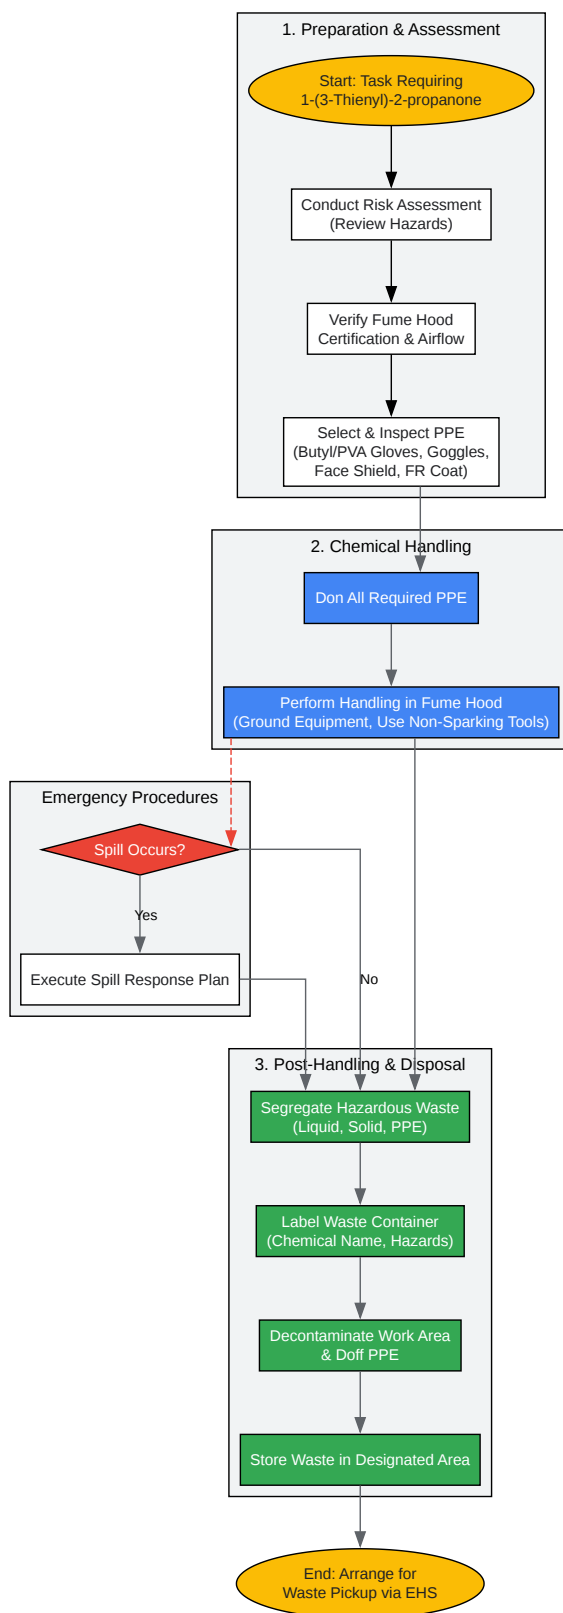 1. Preparation & Assessment
Start: Task Requiring
1-(3-Thienyl)-2-propanone
Conduct Risk Assessment
(Review Hazards)
Verify Fume Hood
Certification & Airflow
Select & Inspect PPE
(Butyl/PVA Gloves, Goggles,
Face Shield, FR Coat)
2. Chemical Handling
Don All Required PPE
Perform Handling in Fume Hood
(Ground Equipment, Use Non-Sparking Tools)
Emergency Procedures
Spill Occurs?
Yes
Execute Spill Response Plan
No
3. Post-Handling & Disposal
Segregate Hazardous Waste
(Liquid, Solid, PPE)
Label Waste Container
(Chemical Name, Hazards)
Decontaminate Work Area
& Doff PPE
Store Waste in Designated Area
End: Arrange for
Waste Pickup via EHS